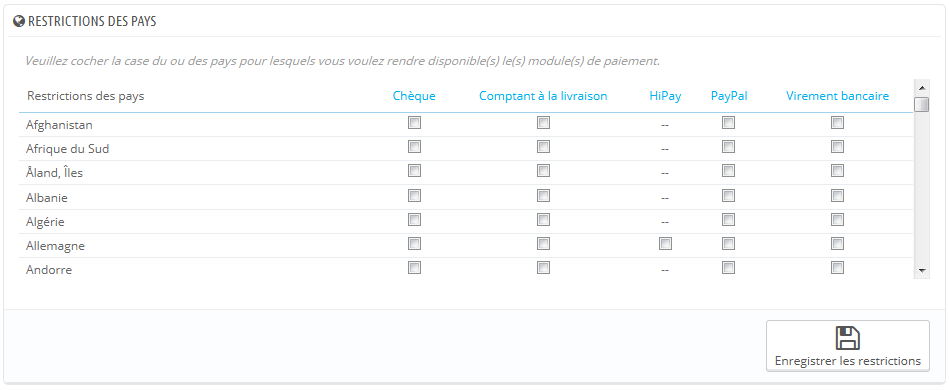 RESTRICTIONS DES PAYS
Veuillez cocher la case du ou des pays pour lesquels vous voulez rendre disponible(s) le(s) module(s) de paiement.
Restrictions des pays Chèque Comptant à la livraison HiPay PayPal Virement bancaire
Afghanistan --
Afrique du Sud --
Åland, Îles --
Albanie --
Algérie --
Allemagne
Andorre --
Enregistrer les restrictions